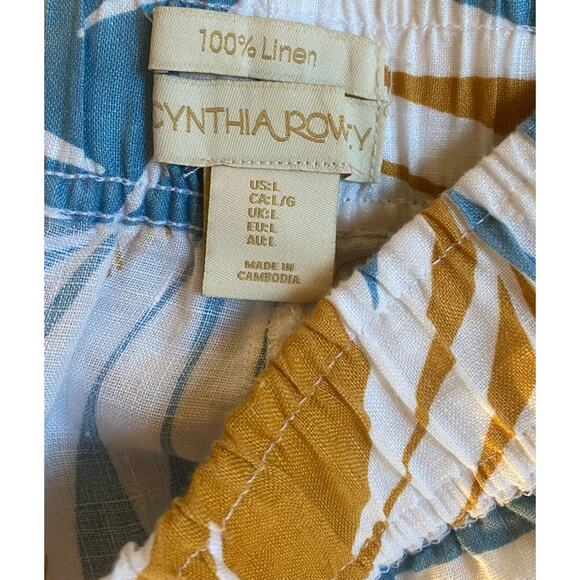 100% Linen
CYNTHIA ROWLEY
US:L
CA:L/G
UK:L
EU:L
AU:L
MADE IN
CAMBODIA